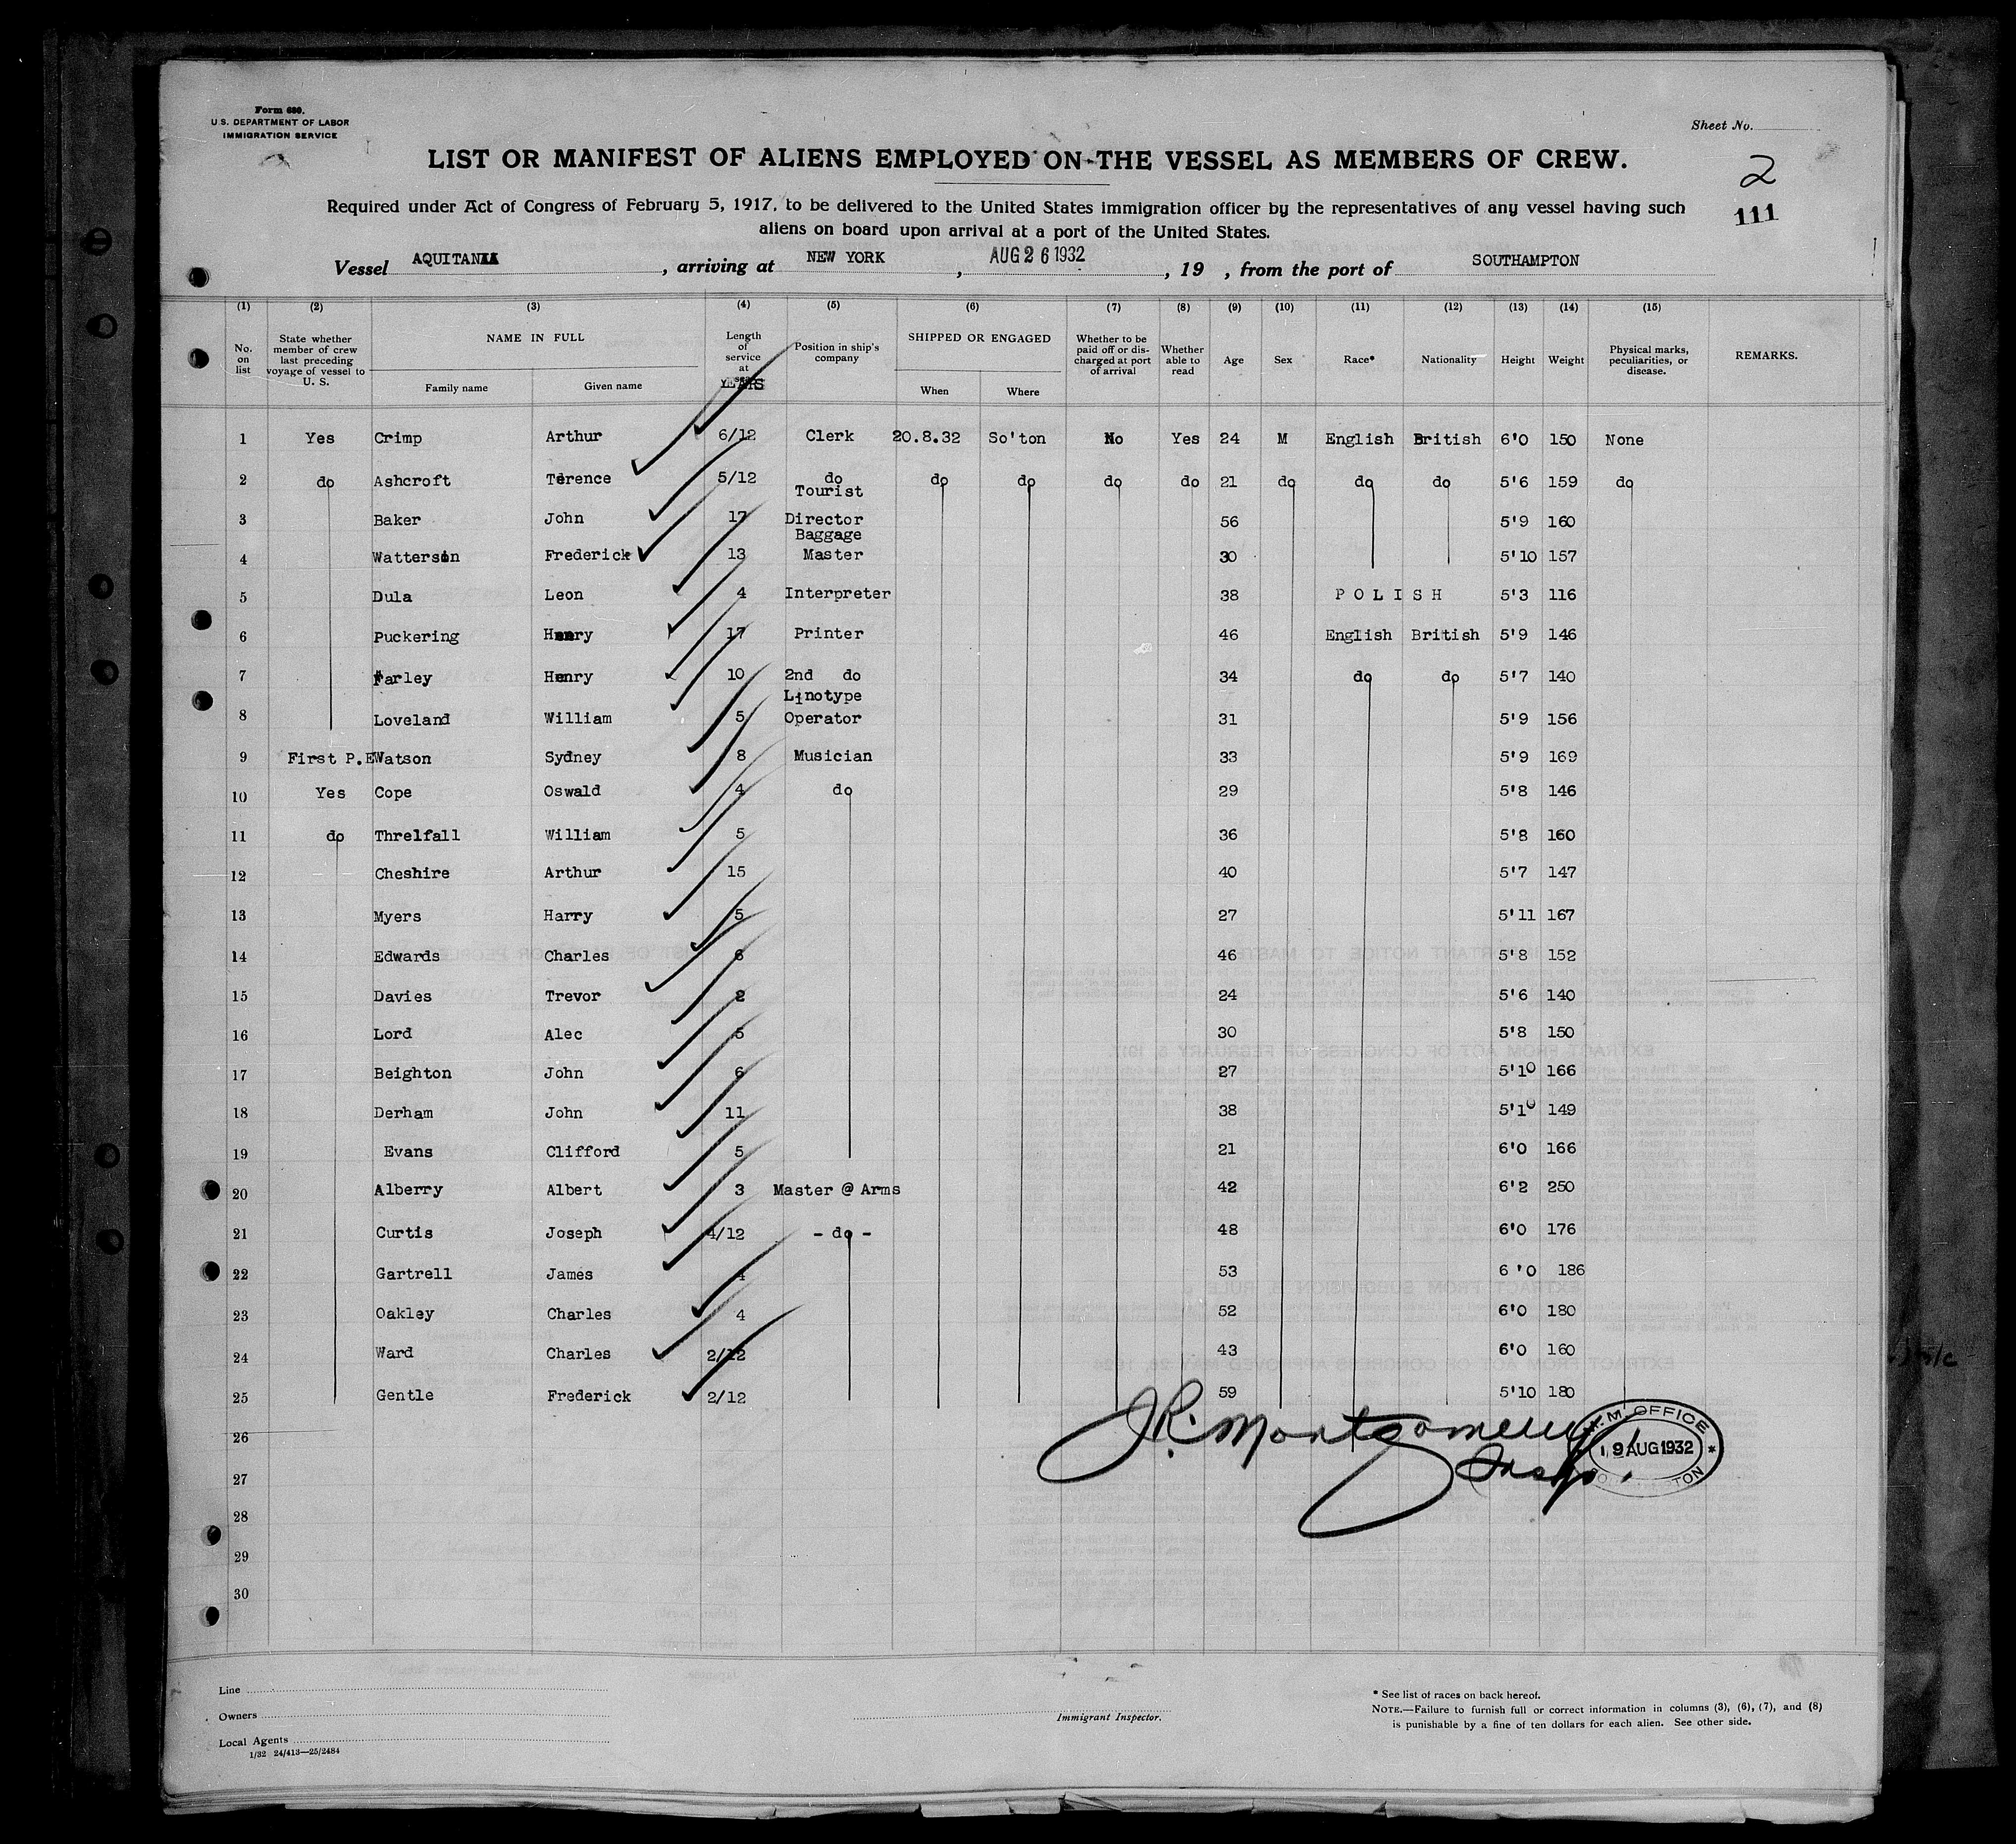 Form 680.
U.S. DEPARTMENT OF LABOR
IMMIGRATION SERVICE
Sheet No.
LIST OR MANIFEST OF ALIENS EMPLOYED ON THE VESSEL AS MEMBERS OF CREW.
2
111
Required under Act of Congress of February 5, 1917, to be delivered to the United States immigration officer by the representatives of any vessel having such
aliens on board upon arrival at a port of the United States.
Vessel AQUITANIA , arriving at NEW YORK , AUG 26 1932 , 19 , from the port of SOUTHAMPTON
(1) (2) (3) (4) (5) (6) (7) (8) (9) (10) (11) (12) (13) (14) (15)
No. on list State whether member of crew last preceding voyage of vessel to U. S. NAME IN FULL Family name Given name Length of service at sea YEARS Position in ship's company SHIPPED OR ENGAGED When Where Whether to be paid off or discharged at port of arrival Whether able to read Age Sex Race* Nationality Height Weight Physical marks, peculiarities, or disease. REMARKS.
1 Yes Crimp Arthur 6/12 Clerk 20.8.32 So'ton No Yes 24 M English British 6'0 150 None
2 do Ashcroft Terence 5/12 do do do do do 21 do do do 5'6 159 do
3 Baker John 17 Tourist Director 56 5'9 160
4 Watterson Frederick 13 Baggage Master 30 5'10 157
5 Dula Leon 4 Interpreter 38 POLISH 5'3 116
6 Puckering Henry 17 Printer 46 English British 5'9 146
7 Farley Henry 10 2nd do 34 do do 5'7 140
8 Loveland William 5 Linotype Operator 31 5'9 156
9 First P.E Watson Sydney 8 Musician 33 5'9 169
10 Yes Cope Oswald 4 do 29 5'8 146
11 do Threlfall William 5 36 5'8 160
12 Cheshire Arthur 15 40 5'7 147
13 Myers Harry 5 27 5'11 167
14 Edwards Charles 6 46 5'8 152
15 Davies Trevor 2 24 5'6 140
16 Lord Alec 5 30 5'8 150
17 Beighton John 6 27 5'10 166
18 Derham John 11 38 5'10 149
19 Evans Clifford 5 21 6'0 166
20 Alberry Albert 3 Master @ Arms 42 6'2 250
21 Curtis Joseph 4/12 - do - 48 6'0 176
22 Gartrell James 4 53 6'0 186
23 Oakley Charles 4 52 6'0 180
24 Ward Charles 2/12 43 6'0 160
25 Gentle Frederick 2/12 59 5'10 180
26
27
28
29
30
J.R. Montgomery
Insp.
OFFICE
19 AUG 1932
Line
Owners
Local Agents
1/32 24/413—25/2484
Immigrant Inspector.
* See list of races on back hereof.
NOTE.—Failure to furnish full or correct information in columns (3), (6), (7), and (8)
is punishable by a fine of ten dollars for each alien. See other side.